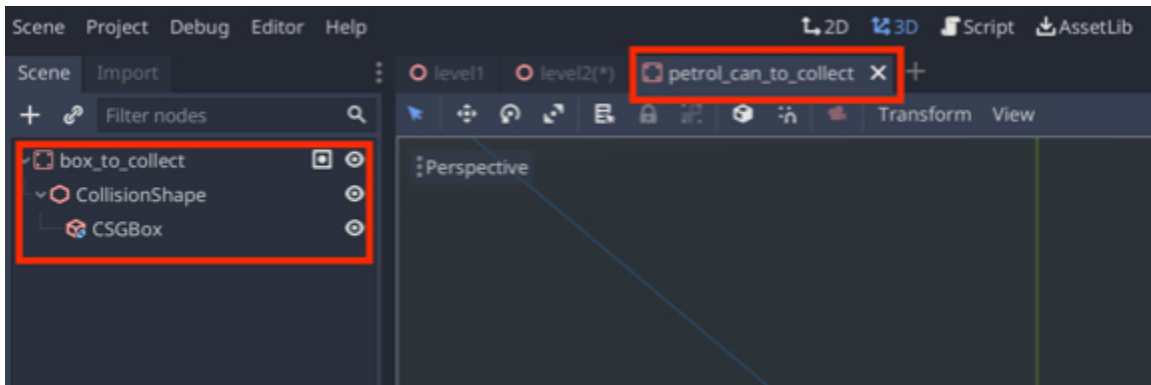 Scene Project Debug Editor Help 2D 3D Script AssetLib
Scene Import level1 level2(*) petrol_can_to_collect
Filter nodes Transform View
box_to_collect
Perspective
CollisionShape
CSGBox